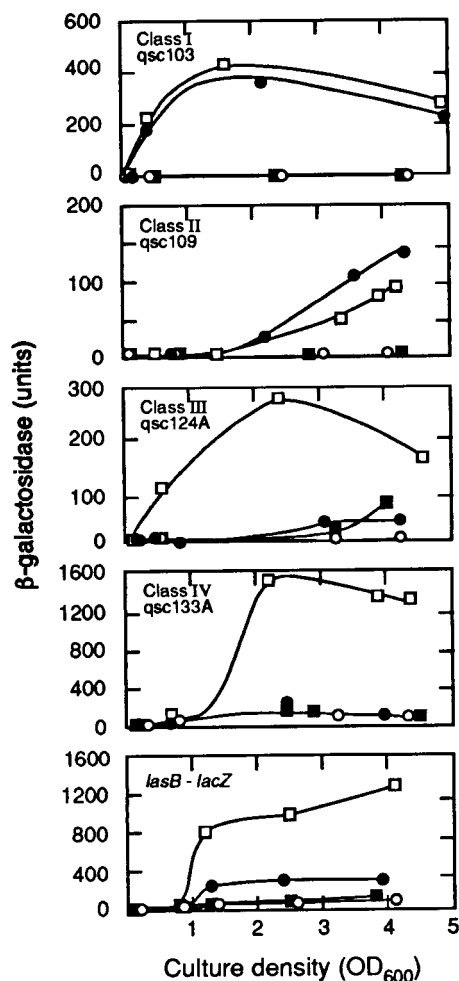 600
400
200
0
Class I
qsc103
200
100
0
Class II
qsc109
300
200
100
0
Class III
qsc124A
1600
1200
800
400
0
Class IV
qsc133A
1600
1200
800
400
0
lasB - lacZ
0
1
2
3
4
5
β-galactosidase (units)
Culture density (OD600)